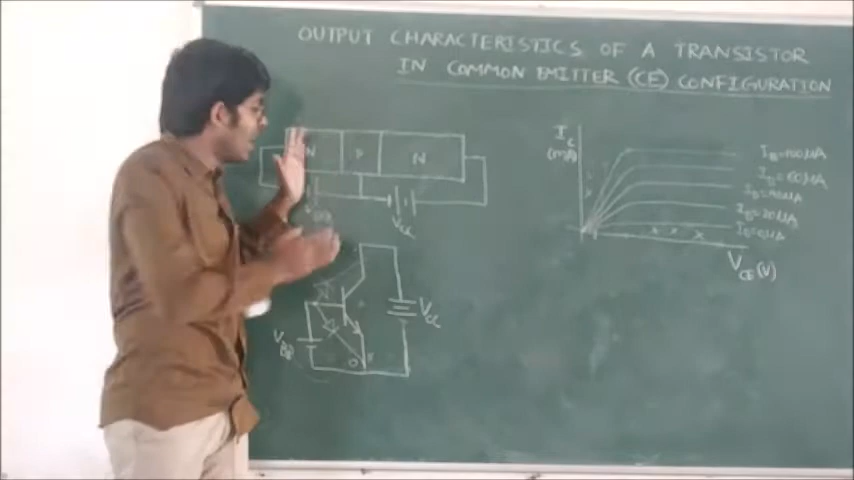 OUTPUT CHARACTERISTICS OF A TRANSISTOR
IN COMMON EMITTER (CE) CONFIGURATION
N P N
VCC
IC
(mA)
IB=100μA
IB=60μA
IB=40μA
IB=20μA
IB=0μA
VCE(V)
VCC
VBB